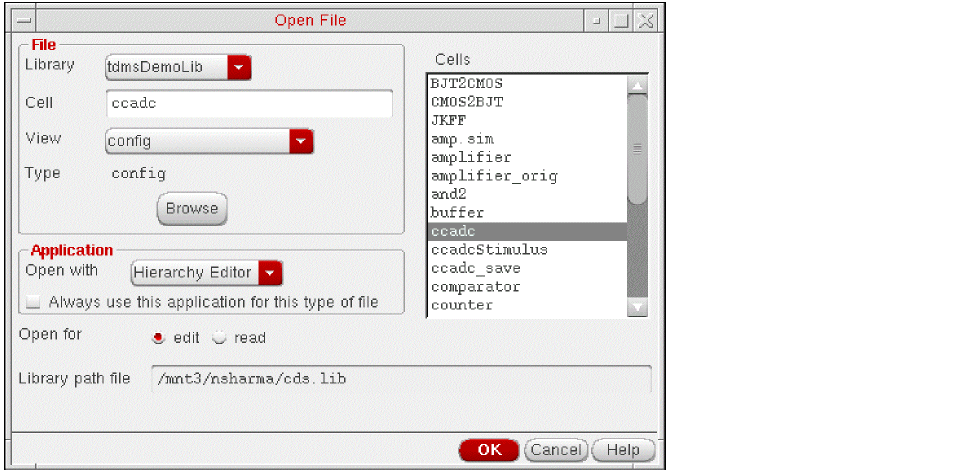 Open File
File
Library tdmsDemoLib
Cell ccadc
View config
Type config
Browse
Application
Open with Hierarchy Editor
Always use this application for this type of file
Open for edit read
Library path file /mnt3/nsharma/cds.lib
Cells
BJT2CMOS
CMOS2BJT
JKFF
amp.sim
amplifier
amplifier_orig
and2
buffer
ccadc
ccadcStimulus
ccadc_save
comparator
counter
OK Cancel Help